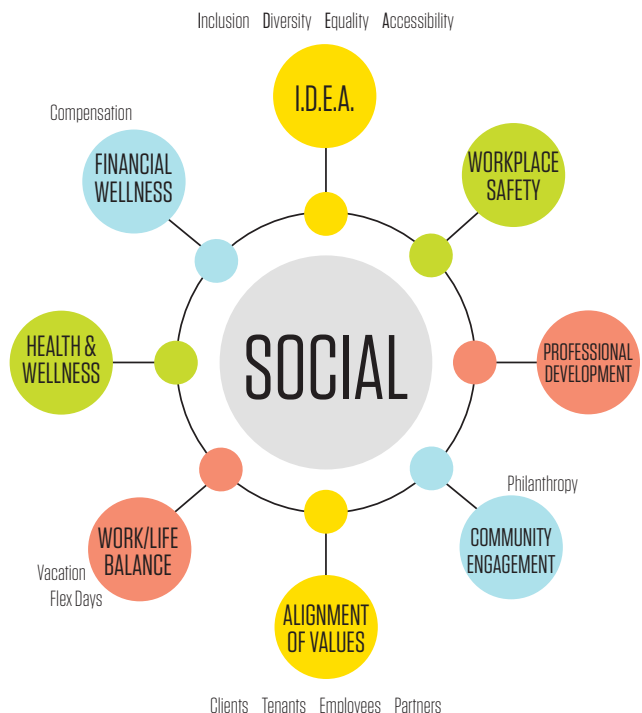 Inclusion Diversity Equality Accessibility
I.D.E.A.
Compensation
FINANCIAL
WELLNESS
WORKPLACE
SAFETY
HEALTH &
WELLNESS
SOCIAL
PROFESSIONAL
DEVELOPMENT
Philanthropy
COMMUNITY
ENGAGEMENT
WORK/LIFE
BALANCE
Vacation
Flex Days
ALIGNMENT
OF VALUES
Clients Tenants Employees Partners